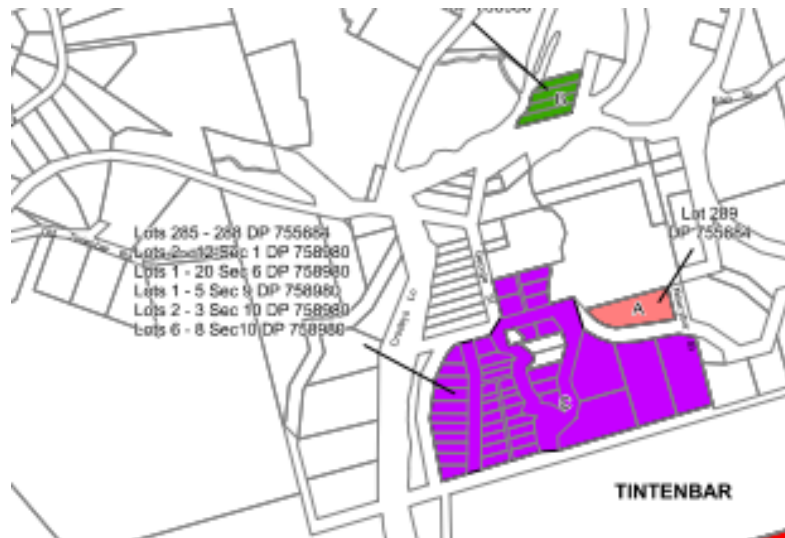 Lot 289
DP 755684
Lots 285 - 288 DP 755684
Lots 2 - 12 Sec 1 DP 758980
Lots 1 - 20 Sec 6 DP 758980
Lots 1 - 5 Sec 9 DP 758980
Lots 2 - 3 Sec 10 DP 758980
Lots 6 - 8 Sec10 DP 758980
A
TINTENBAR